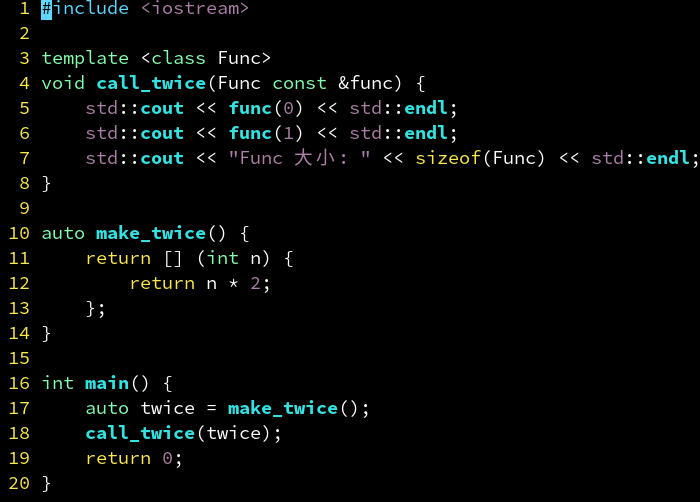 1 #include <iostream>
2
3 template <class Func>
4 void call_twice(Func const &func) {
5     std::cout << func(0) << std::endl;
6     std::cout << func(1) << std::endl;
7     std::cout << "Func 大小: " << sizeof(Func) << std::endl;
8 }
9
10 auto make_twice() {
11     return [] (int n) {
12         return n * 2;
13     };
14 }
15
16 int main() {
17     auto twice = make_twice();
18     call_twice(twice);
19     return 0;
20 }